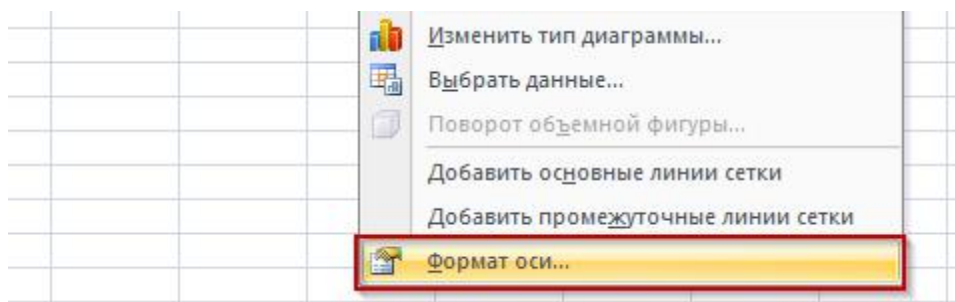 Изменить тип диаграммы...
Выбрать данные...
Поворот объемной фигуры...
Добавить основные линии сетки
Добавить промежуточные линии сетки
Формат оси...